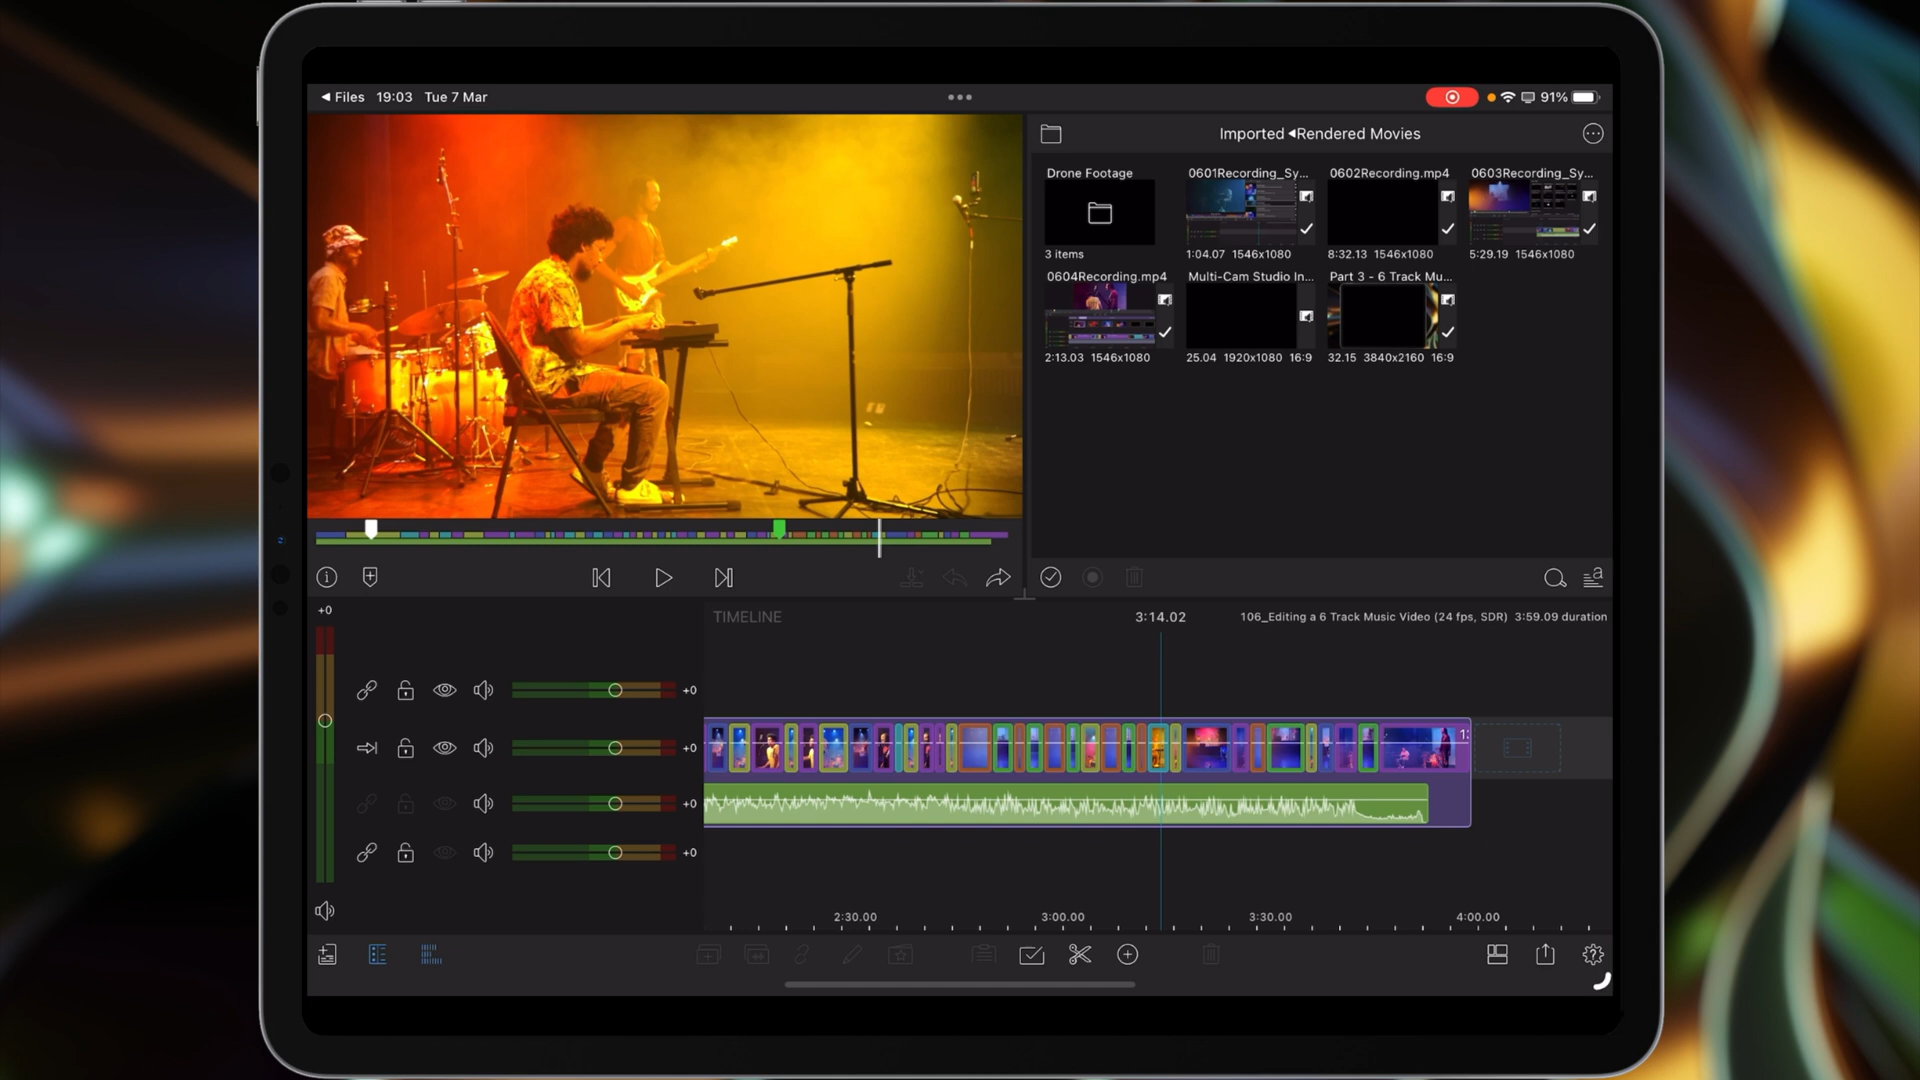 ◀ Files 19:03 Tue 7 Mar
91%
Imported ◀Rendered Movies
Drone Footage
3 items
0601Recording_Sy...
1:04.07 1546x1080
0602Recording.mp4
8:32.13 1546x1080
0603Recording_Sy...
5:29.19 1546x1080
0604Recording.mp4
2:13.03 1546x1080
Multi-Cam Studio In...
25.04 1920x1080 16:9
Part 3 - 6 Track Mu...
32.15 3840x2160 16:9
+0
TIMELINE
3:14.02
106_Editing a 6 Track Music Video (24 fps, SDR) 3:59.09 duration
+0
+0
1:
+0
+0
2:30.00
3:00.00
3:30.00
4:00.00